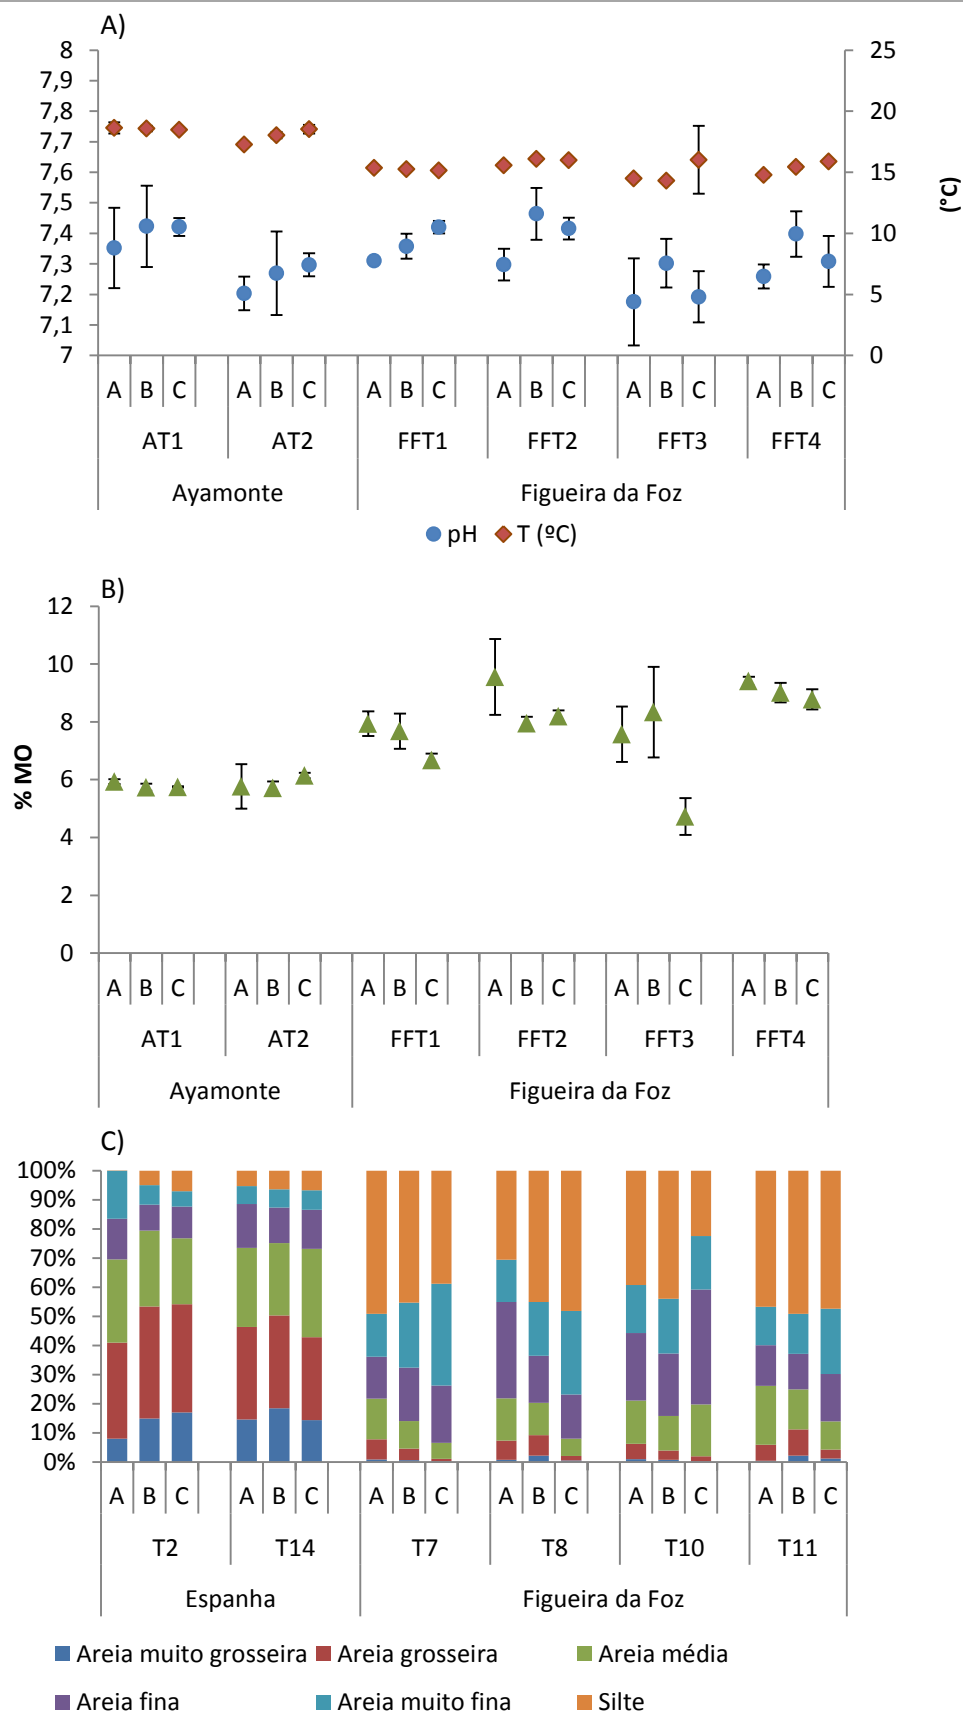 A)
8 25
7,9
7,8 20
7,7
7,6 15
7,5
7,4 10
7,3
7,2 5
7,1
7 0
(°C)
A B C A B C A B C A B C A B C A B C
AT1 AT2 FFT1 FFT2 FFT3 FFT4
Ayamonte Figueira da Foz
pH T (ºC)
B)
12
10
8
6
4
2
0
% MO
A B C A B C A B C A B C A B C A B C
AT1 AT2 FFT1 FFT2 FFT3 FFT4
Ayamonte Figueira da Foz
C)
100%
90%
80%
70%
60%
50%
40%
30%
20%
10%
0%
A B C A B C A B C A B C A B C A B C
T2 T14 T7 T8 T10 T11
Espanha Figueira da Foz
Areia muito grosseira Areia grosseira Areia média
Areia fina Areia muito fina Silte